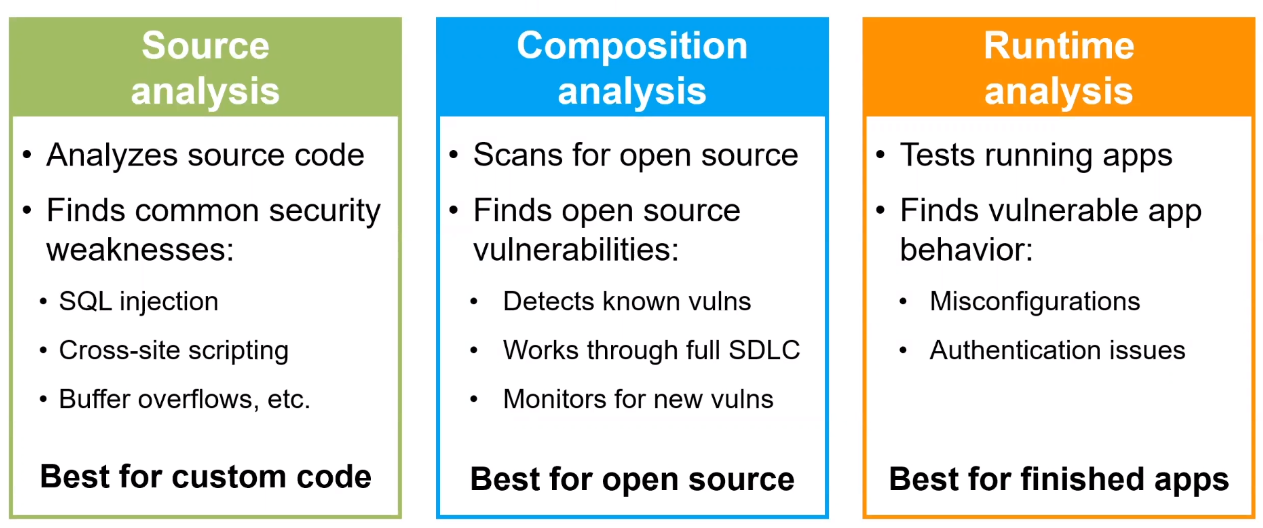 Source
analysis
• Analyzes source code
• Finds common security
weaknesses:
• SQL injection
• Cross-site scripting
• Buffer overflows, etc.
Best for custom code
Composition
analysis
• Scans for open source
• Finds open source
vulnerabilities:
• Detects known vulns
• Works through full SDLC
• Monitors for new vulns
Best for open source
Runtime
analysis
• Tests running apps
• Finds vulnerable app
behavior:
• Misconfigurations
• Authentication issues
Best for finished apps